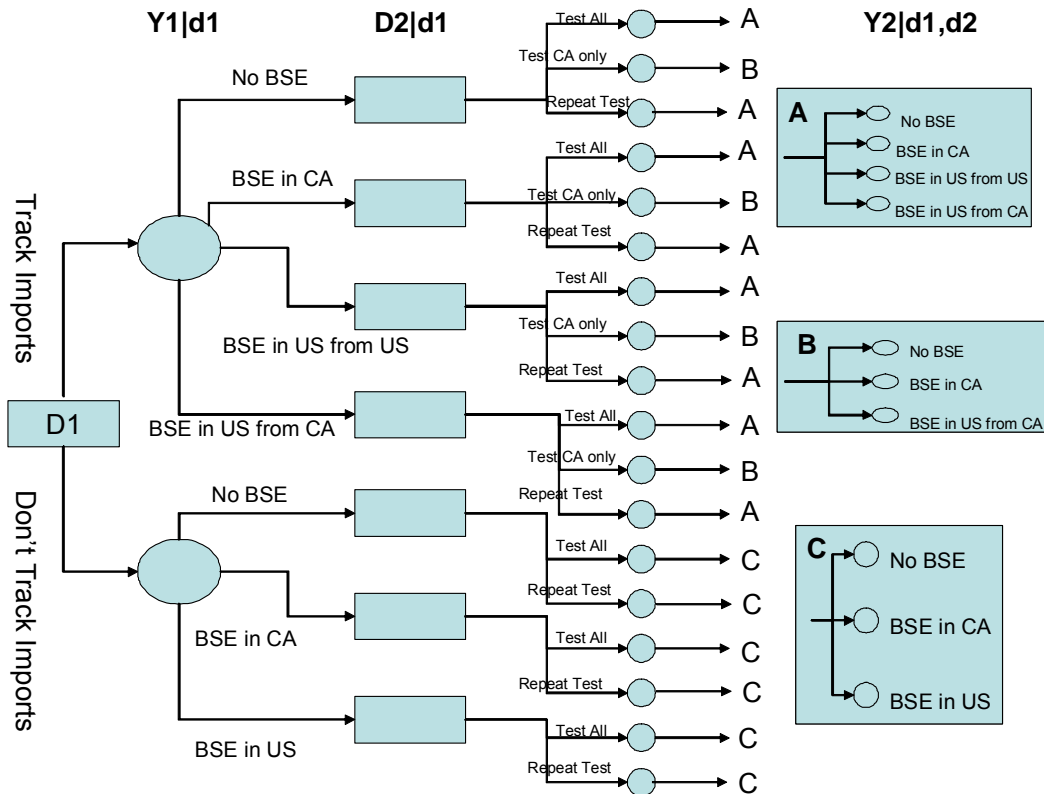 Y1|d1
D2|d1
Y2|d1,d2
Track Imports
D1
Don't Track Imports
No BSE
BSE in CA
BSE in US from US
BSE in US from CA
No BSE
BSE in CA
BSE in US
Test All
A
Test CA only
B
Repeat Test
A
Test All
A
Test CA only
B
Repeat Test
A
Test All
A
Test CA only
B
Repeat Test
A
Test All
A
Test CA only
B
Repeat Test
A
Test All
C
Repeat Test
C
Test All
C
Repeat Test
C
Test All
C
Repeat Test
C
A
No BSE
BSE in CA
BSE in US from US
BSE in US from CA
B
No BSE
BSE in CA
BSE in US from CA
C
No BSE
BSE in CA
BSE in US